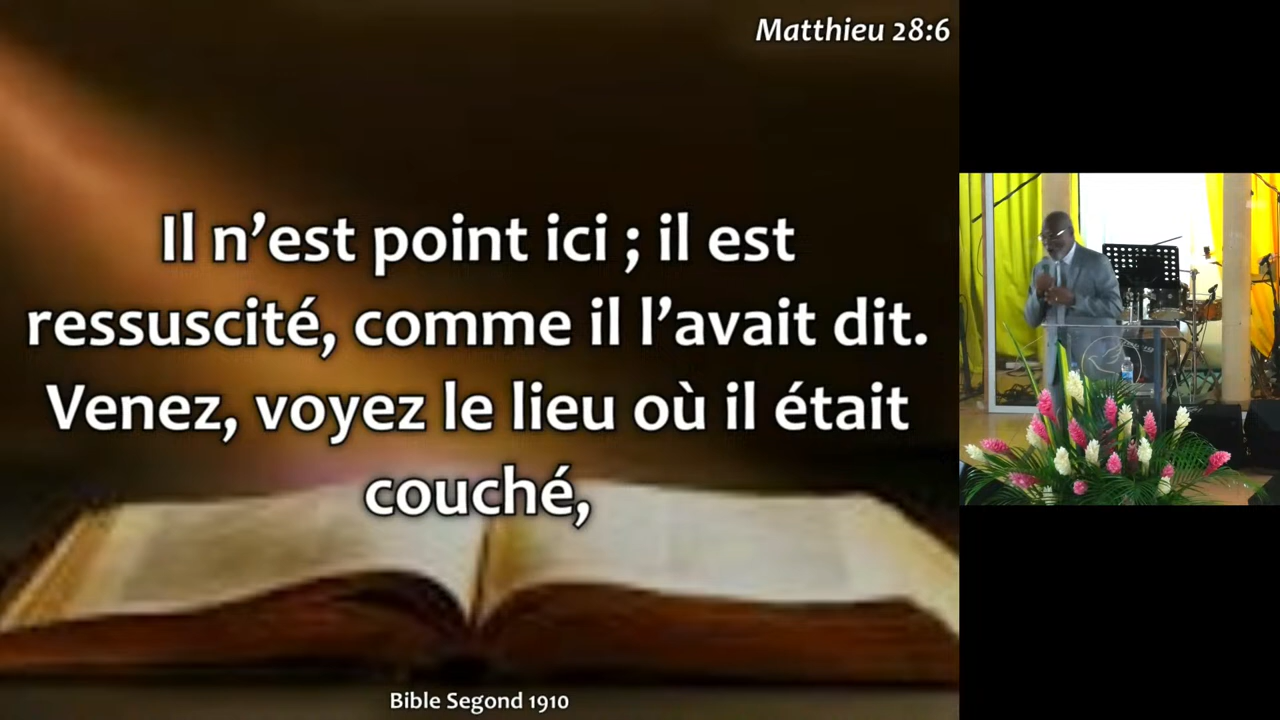 Matthieu 28:6
Il n’est point ici ; il est
ressuscité, comme il l’avait dit.
Venez, voyez le lieu où il était
couché,
Bible Segond 1910